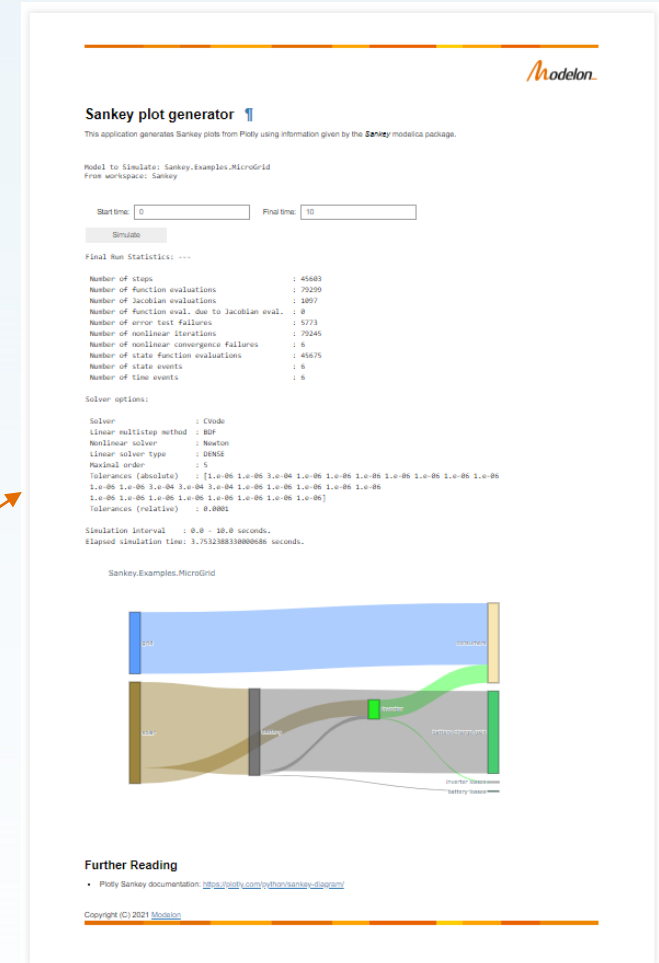 Modelon
Sankey plot generator ¶
This application generates Sankey plots from Plotly using information given by the Sankey modelica package.
Model to Simulate: Sankey.Examples.MicroGrid
From workspace: Sankey
Start time: 0 Final time: 10
Simulate
Final Run Statistics: ---
Number of steps : 45603
Number of function evaluations : 79299
Number of Jacobian evaluations : 1097
Number of function eval. due to Jacobian eval. : 0
Number of error test failures : 5773
Number of nonlinear iterations : 79245
Number of nonlinear convergence failures : 6
Number of state function evaluations : 45675
Number of state events : 6
Number of time events : 6
Solver options:
Solver : CVode
Linear multistep method : BDF
Nonlinear solver : Newton
Linear solver type : DENSE
Maximal order : 5
Tolerances (absolute) : [1.e-06 1.e-06 3.e-04 1.e-06 1.e-06 1.e-06 1.e-06 1.e-06 1.e-06 1.e-06
1.e-06 1.e-06 3.e-04 3.e-04 3.e-04 1.e-06 1.e-06 1.e-06 1.e-06 1.e-06
1.e-06 1.e-06 1.e-06 1.e-06 1.e-06 1.e-06 1.e-06 1.e-06]
Tolerances (relative) : 0.0001
Simulation interval : 0.0 - 10.0 seconds.
Elapsed simulation time: 3.7532388330000686 seconds.
Sankey.Examples.MicroGrid
grid
consumers
solar
battery
inverter
inverter losses
battery losses
Further Reading
• Plotly Sankey documentation: https://plotly.com/python/sankey-diagram/
Copyright (C) 2021 Modelon